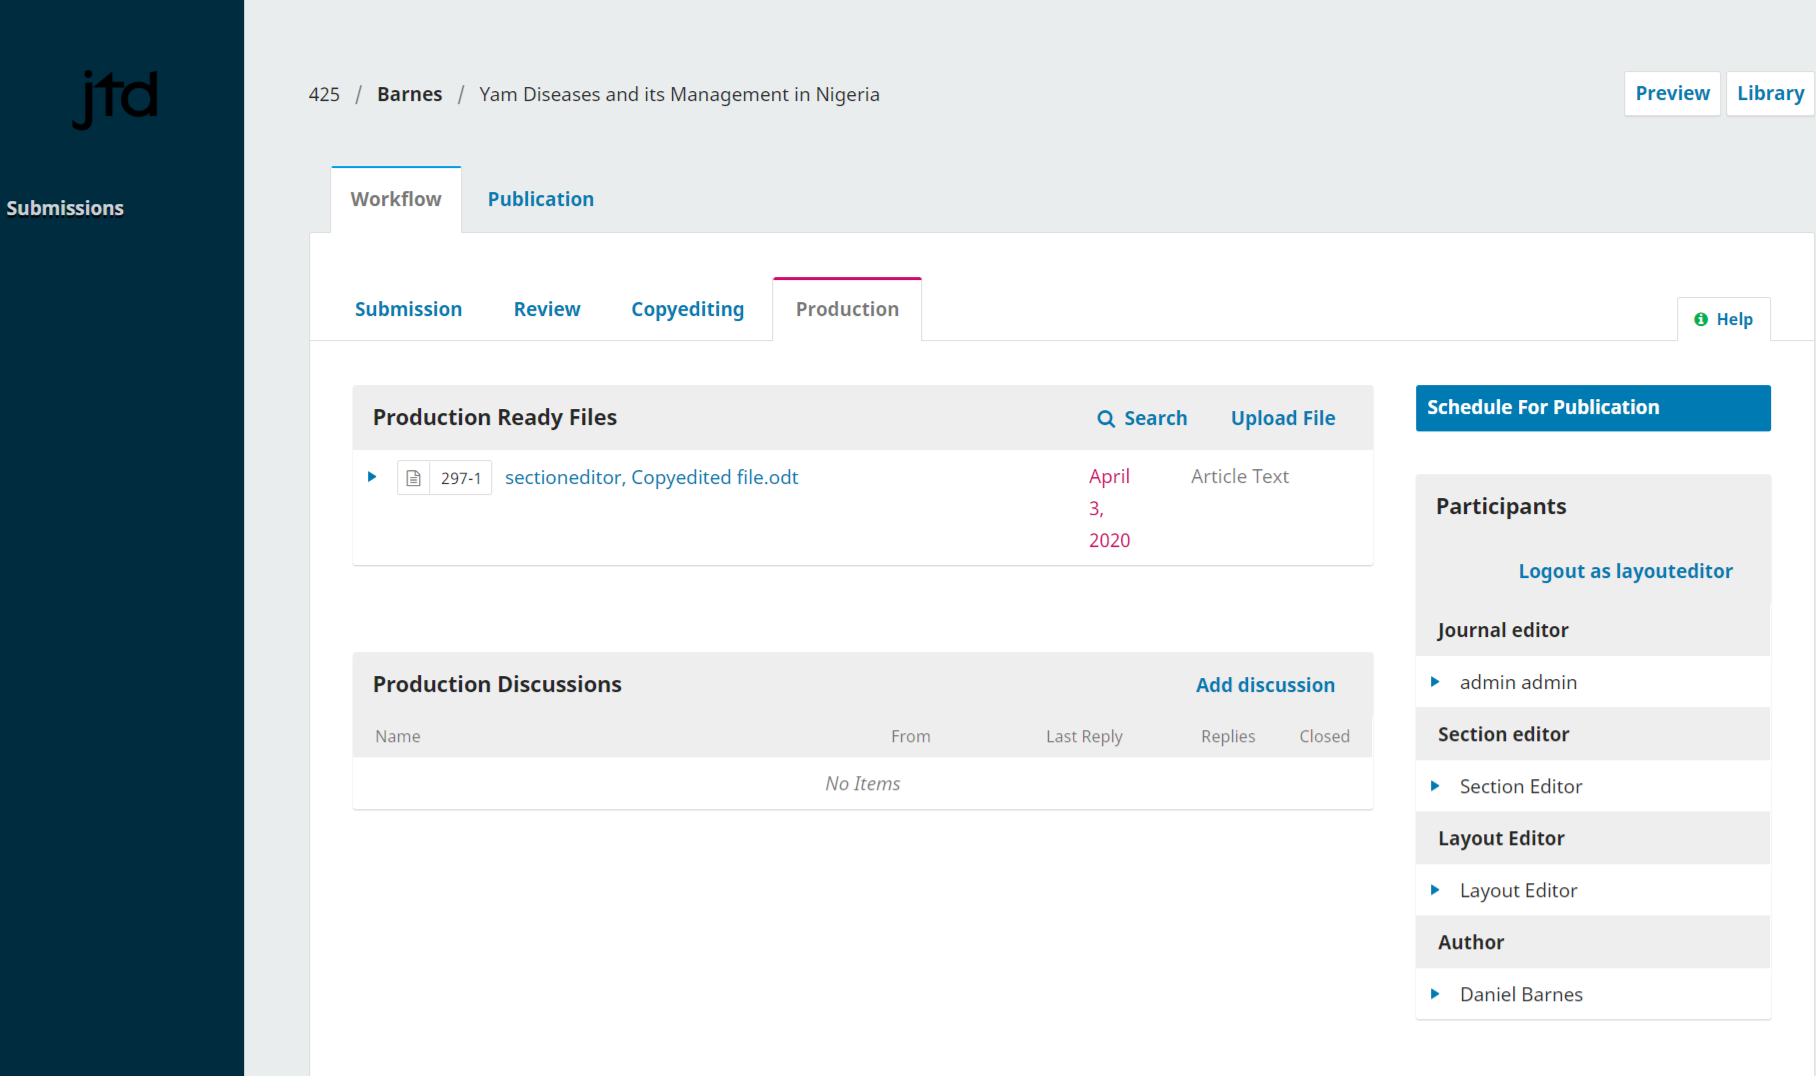 jtd
Submissions
425 / Barnes / Yam Diseases and its Management in Nigeria
Preview
Library
Workflow
Publication
Submission
Review
Copyediting
Production
Help
Production Ready Files
Search
Upload File
297-1
sectioneditor, Copyedited file.odt
April
3,
2020
Article Text
Schedule For Publication
Participants
Logout as layouteditor
Journal editor
admin admin
Section editor
Section Editor
Layout Editor
Layout Editor
Author
Daniel Barnes
Production Discussions
Add discussion
Name From Last Reply Replies Closed
No Items